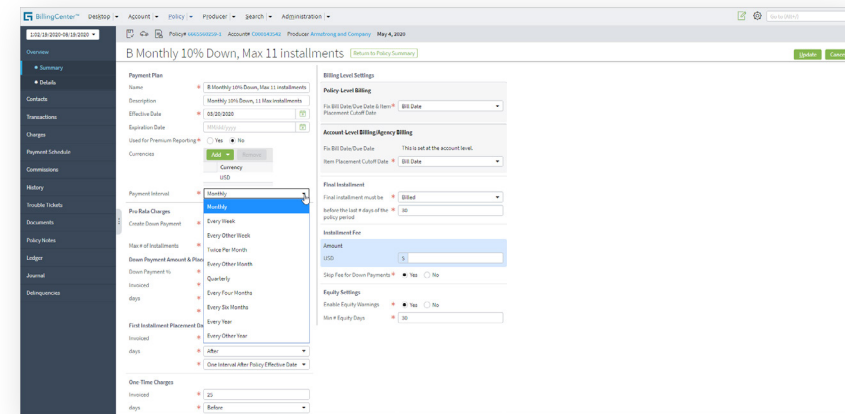 BillingCenter™ Desktop Account Policy Producer Search Administration
1/02/18/2020-08/18/2020 Policy# Account# C000143542 Producer Armstrong and Company May 4, 2020
B Monthly 10% Down, Max 11 installments Return to Policy Summary Update Cancel
Overview
Summary
Details
Contacts
Transactions
Charges
Payment Schedule
Commissions
History
Trouble Tickets
Documents
Policy Notes
Ledger
Journal
Delinquencies
Payment Plan
Name * B Monthly 10% Down, Max 11 installments
Description Monthly 10% Down, 11 Max installments
Effective Date * 03/20/2020
Expiration Date MM/dd/yyyy
Used for Premium Reporting * Yes No
Currencies Add Remove
Currency
USD
Payment Interval * Monthly
Monthly
Every Week
Every Other Week
Twice Per Month
Every Other Month
Quarterly
Every Four Months
Every Six Months
Every Year
Every Other Year
Pro Rata Charges
Create Down Payment *
Max # of Installments *
Down Payment Amount & Plac
Down Payment % *
Invoiced *
days *
*
First Installment Placement Da
Invoiced *
days * After
* One Interval After Policy Effective Date
One-Time Charges
Invoiced * 25
days * Before
Billing Level Settings
Policy-Level Billing
Fix Bill Date/Due Date & Item * Bill Date
Placement Cutoff Date
Account-Level Billing/Agency Billing
Fix Bill Date/Due Date This is set at the account level.
Item Placement Cutoff Date * Bill Date
Final Installment
Final installment must be * Billed
before the last # days of the * 30
policy period
Installment Fee
Amount
USD $
Skip Fee for Down Payments * Yes No
Equity Settings
Enable Equity Warnings * Yes No
Min # Equity Days * 30